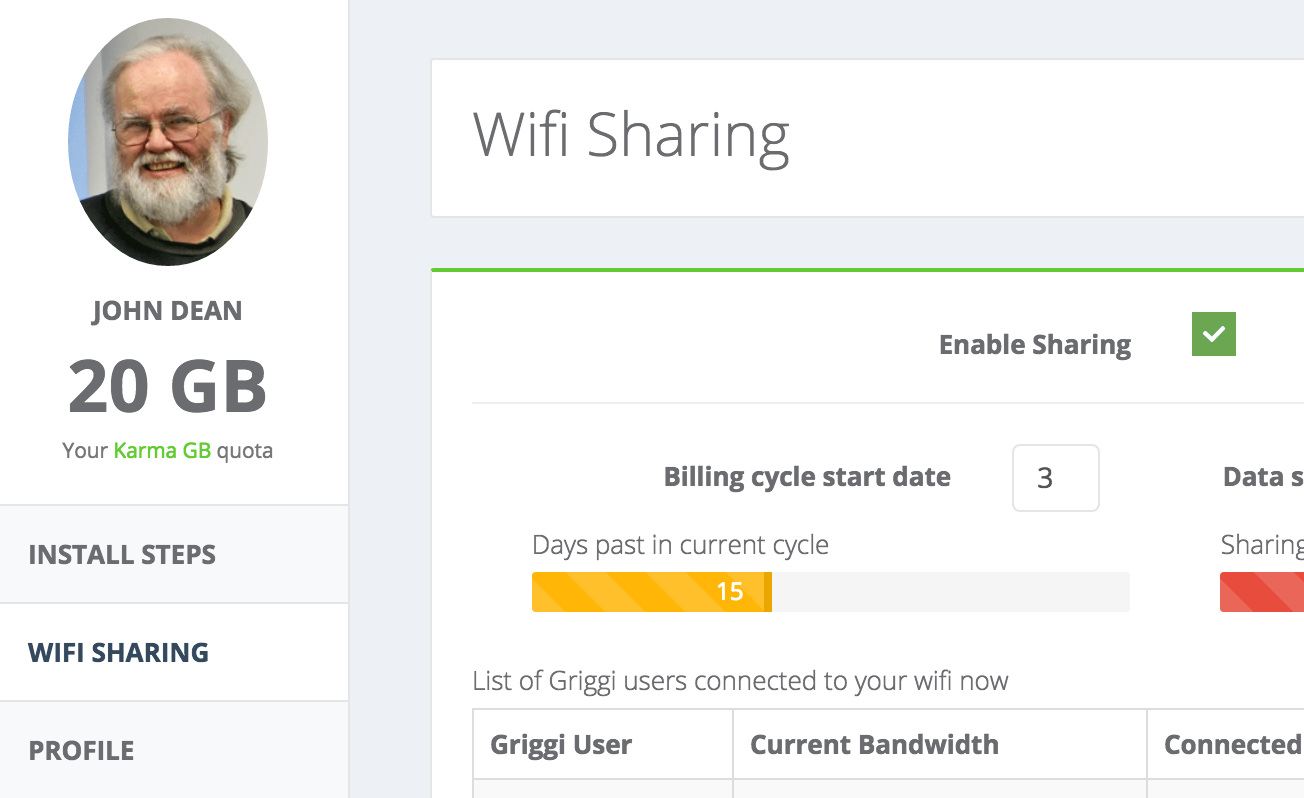 JOHN DEAN
20 GB
Your Karma GB quota
INSTALL STEPS
WIFI SHARING
PROFILE
Wifi Sharing
Enable Sharing
Billing cycle start date 3
Data s
Days past in current cycle
Sharing
15
List of Griggi users connected to your wifi now
Griggi User Current Bandwidth Connected